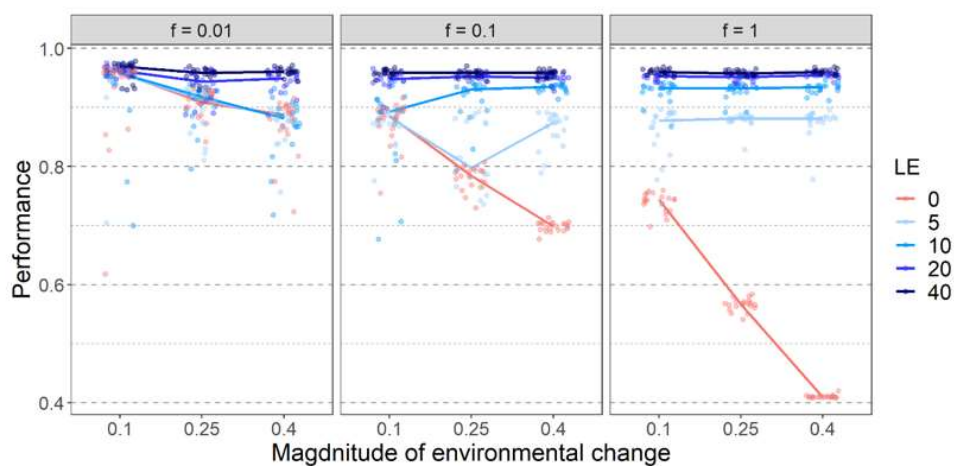 f = 0.01
f = 0.1
f = 1
1.0
0.8
0.6
0.4
Performance
0.1 0.25 0.4
0.1 0.25 0.4
0.1 0.25 0.4
Magdnitude of environmental change
LE
0
5
10
20
40